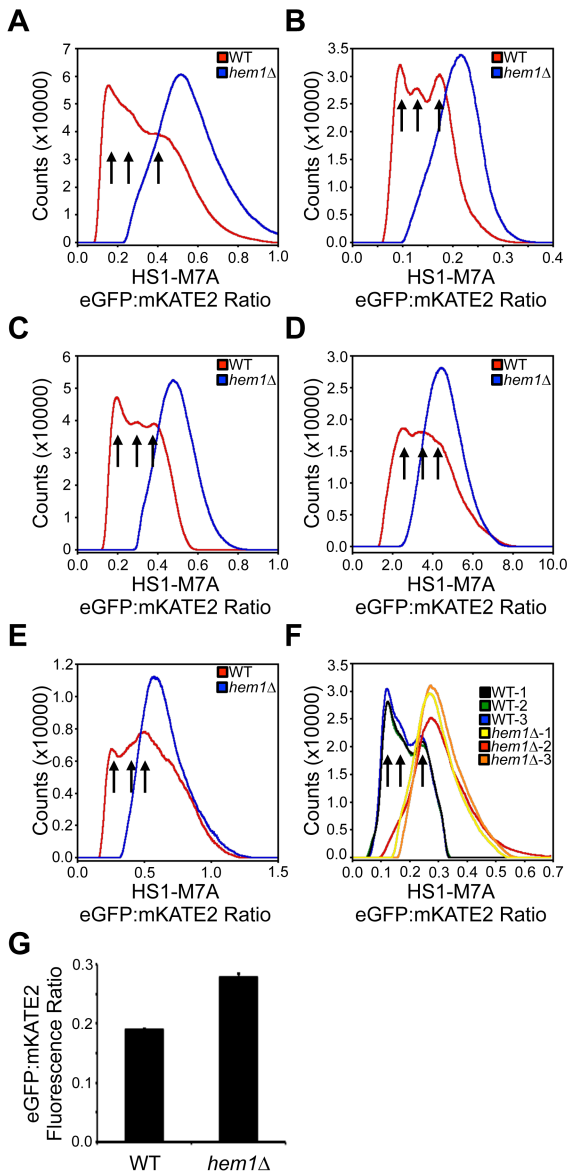 A
WT
hem1Δ
7
6
5
4
3
2
1
0
0.0
0.2
0.4
0.6
0.8
1.0
Counts (x10000)
HS1-M7A
eGFP:mKATE2 Ratio
B
WT
hem1Δ
3.5
3.0
2.5
2.0
1.5
1.0
0.5
0.0
0.0
0.1
0.2
0.3
0.4
Counts (x10000)
HS1-M7A
eGFP:mKATE2 Ratio
C
WT
hem1Δ
6
5
4
3
2
1
0
0.0
0.2
0.4
0.6
0.8
1.0
Counts (x10000)
HS1-M7A
eGFP:mKATE2 Ratio
D
WT
hem1Δ
3.0
2.5
2.0
1.5
1.0
0.5
0.0
2.0
4.0
6.0
8.0
10.0
Counts (x10000)
HS1-M7A
eGFP:mKATE2 Ratio
E
WT
hem1Δ
1.2
1.0
0.8
0.6
0.4
0.2
0.0
0.0
0.5
1.0
1.5
Counts (x10000)
HS1-M7A
eGFP:mKATE2 Ratio
F
WT-1
WT-2
WT-3
hem1Δ-1
hem1Δ-2
hem1Δ-3
3.5
3.0
2.5
2.0
1.5
1.0
0.5
0.0
0.0
0.1
0.2
0.3
0.4
0.5
0.6
0.7
Counts (x10000)
HS1-M7A
eGFP:mKATE2 Ratio
G
eGFP:mKATE2
Fluorescence Ratio
0.3
0.2
0.1
0.0
WT
hem1Δ